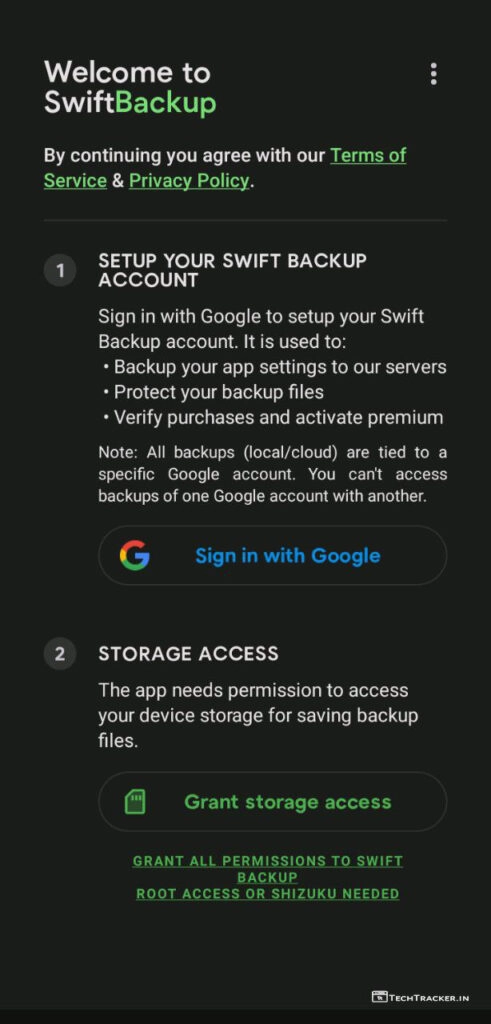 Welcome to
SwiftBackup
By continuing you agree with our Terms of
Service & Privacy Policy.
1
SETUP YOUR SWIFT BACKUP
ACCOUNT
Sign in with Google to setup your Swift
Backup account. It is used to:
• Backup your app settings to our servers
• Protect your backup files
• Verify purchases and activate premium
Note: All backups (local/cloud) are tied to a
specific Google account. You can't access
backups of one Google account with another.
Sign in with Google
2
STORAGE ACCESS
The app needs permission to access
your device storage for saving backup
files.
Grant storage access
GRANT ALL PERMISSIONS TO SWIFT
BACKUP
ROOT ACCESS OR SHIZUKU NEEDED
TECHTRACKER.IN